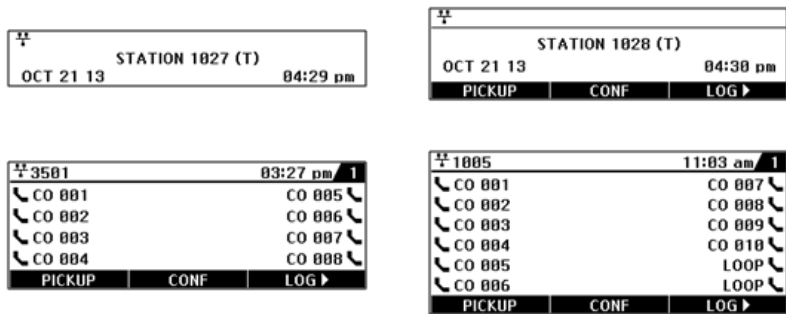 STATION 1027 (T)
OCT 21 13 04:29 pm
STATION 1028 (T)
OCT 21 13 04:30 pm
PICKUP CONF LOG
3501 03:27 pm 1
CO 001 CO 005
CO 002 CO 006
CO 003 CO 007
CO 004 CO 008
PICKUP CONF LOG
1005 11:03 am 1
CO 001 CO 007
CO 002 CO 008
CO 003 CO 009
CO 004 CO 010
CO 005 LOOP
CO 006 LOOP
PICKUP CONF LOG